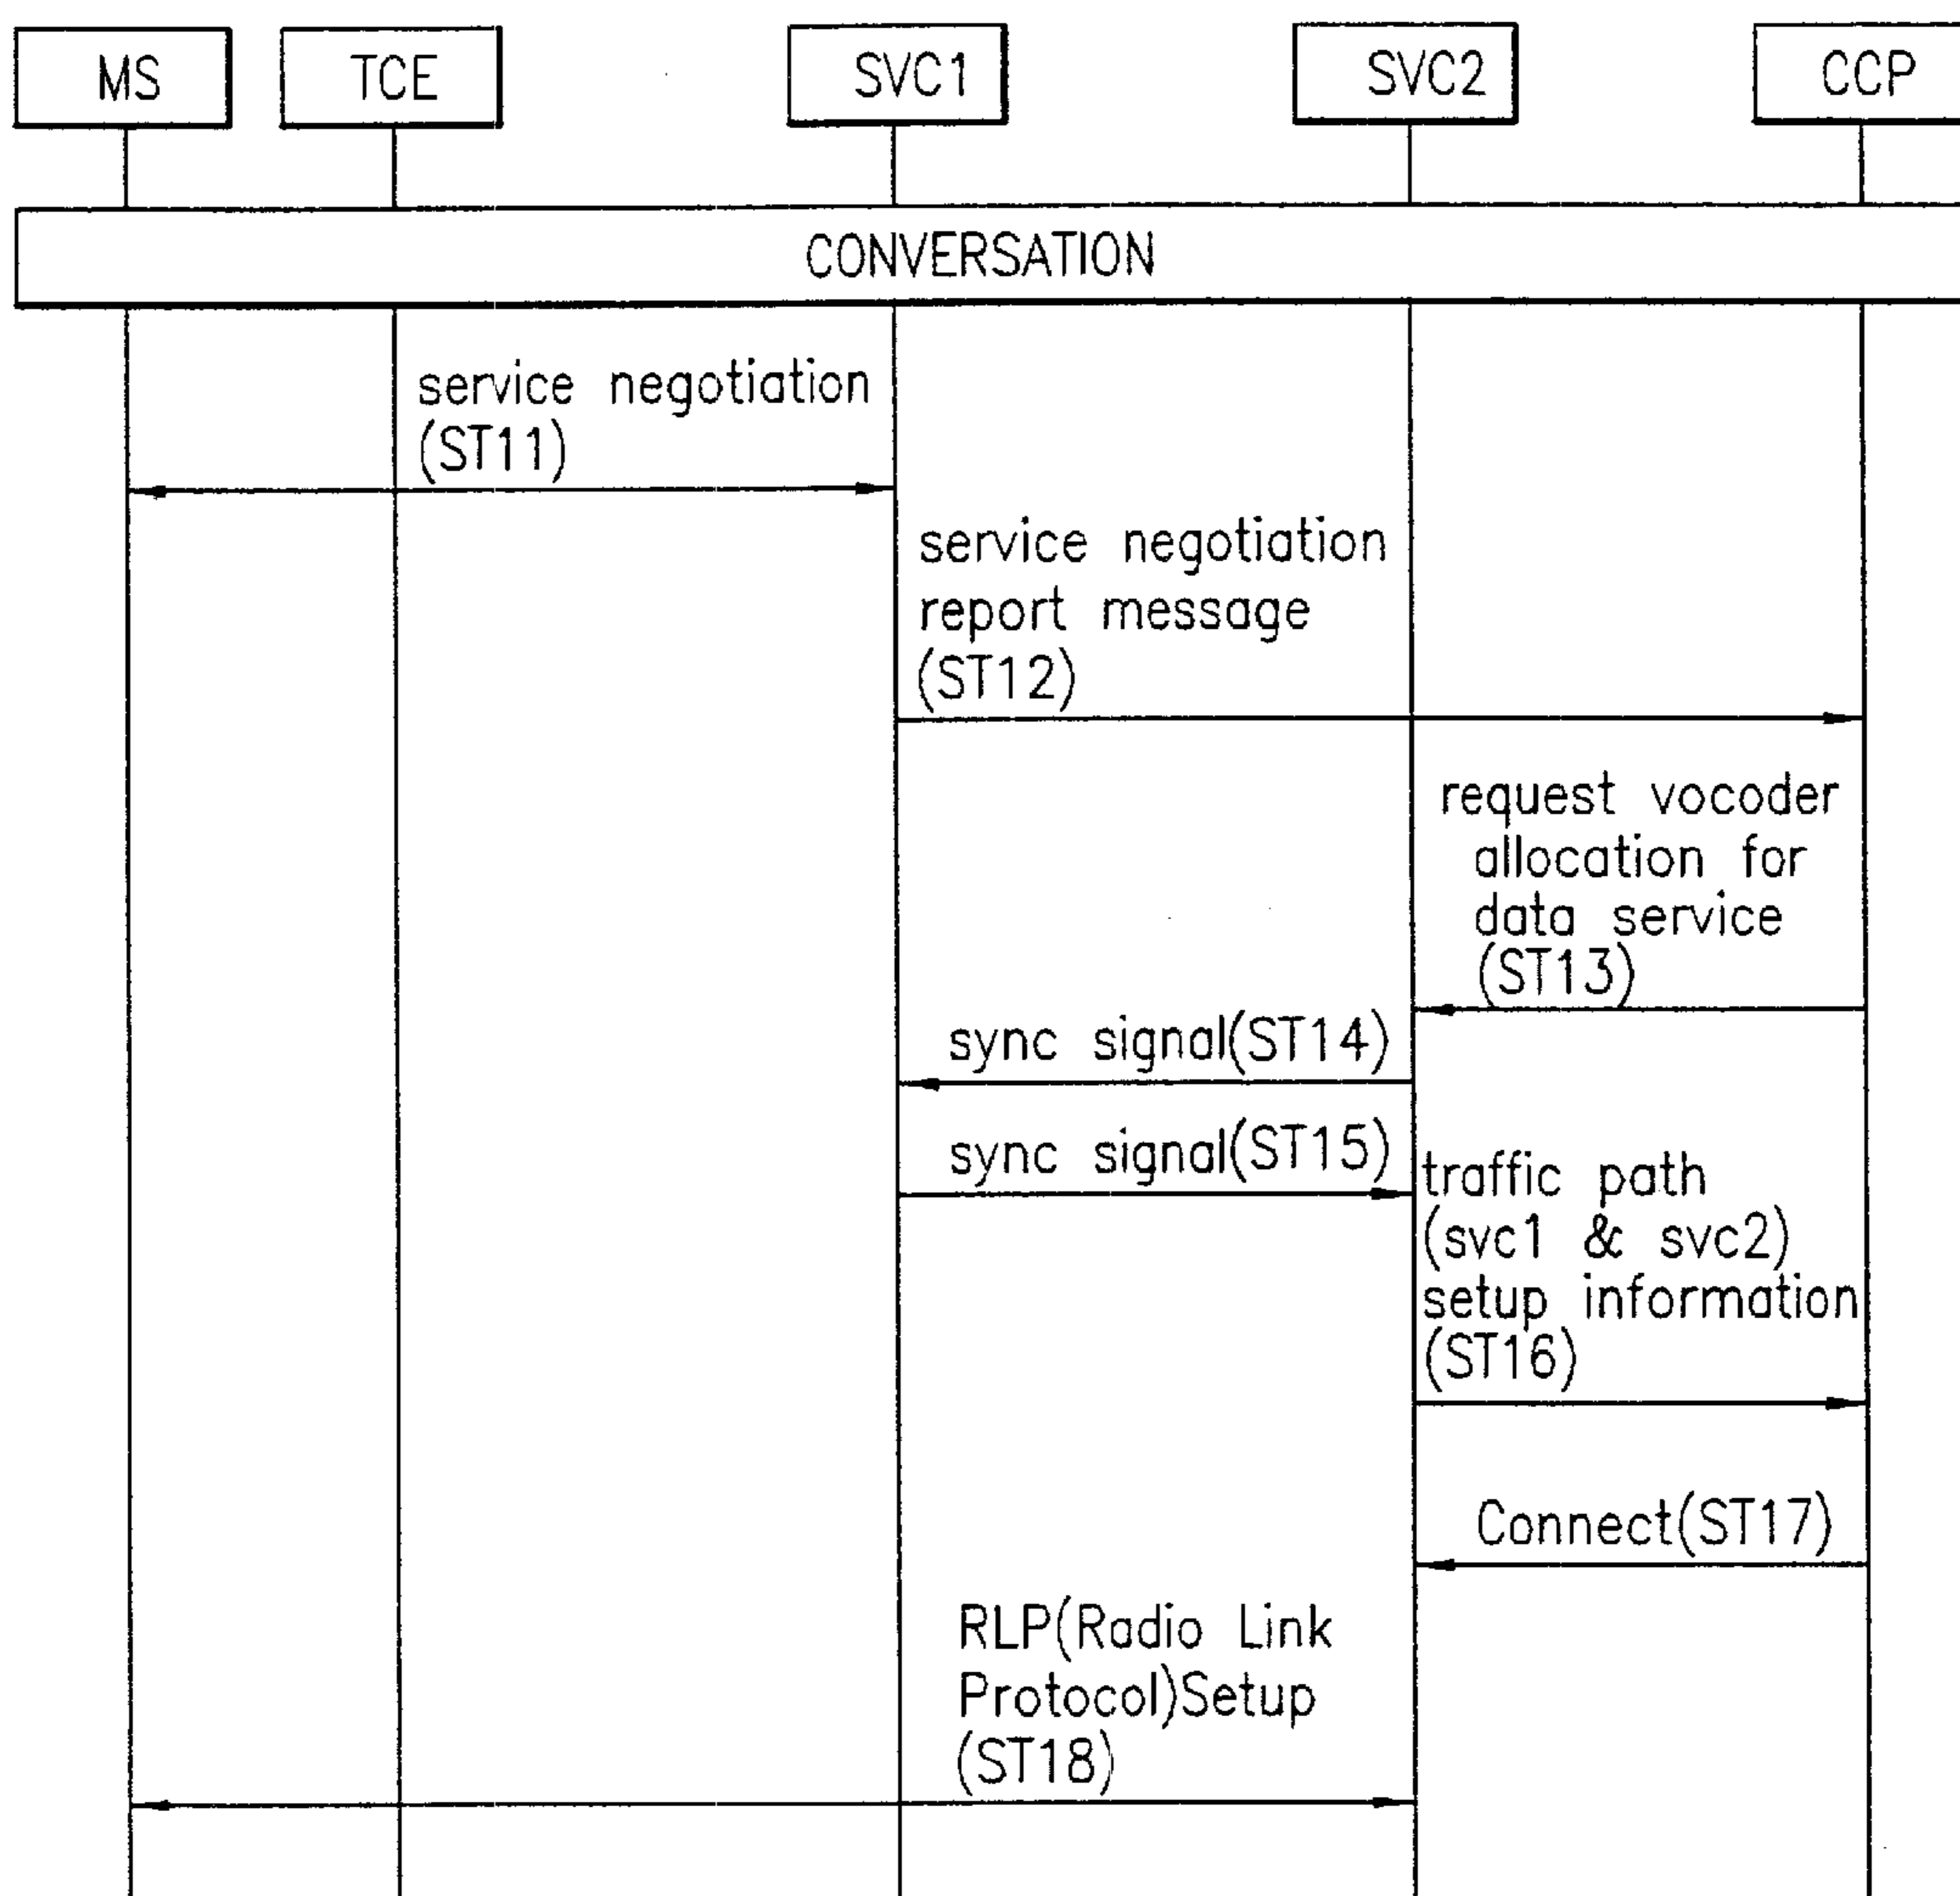 MS
TCE
SVC1
SVC2
CCP
CONVERSATION
service negotiation
(ST11)
service negotiation
report message
(ST12)
request vocoder
allocation for
data service
(ST13)
sync signal(ST14)
sync signal(ST15)
traffic path
(svc1 & svc2)
setup information
(ST16)
Connect(ST17)
RLP(Radio Link
Protocol)Setup
(ST18)